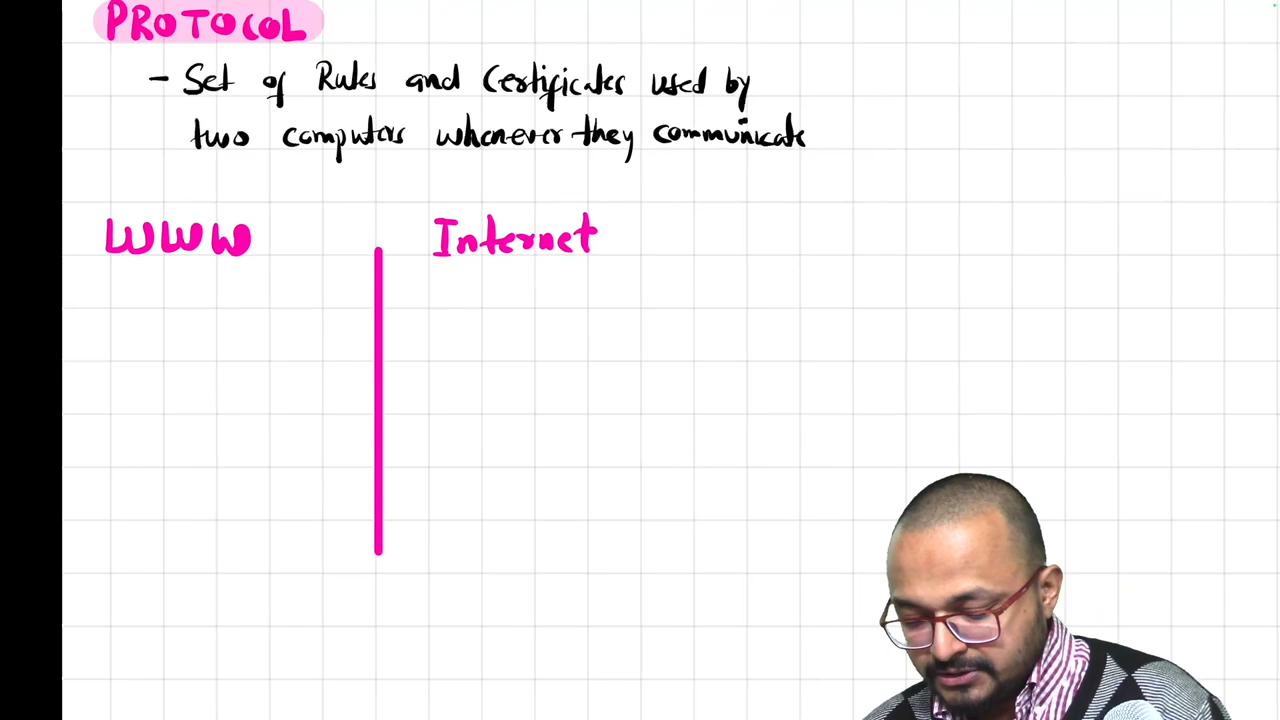 PROTOCOL
- Set of Rules and Certificates used by
two computers whenever they communicate
WWW Internet